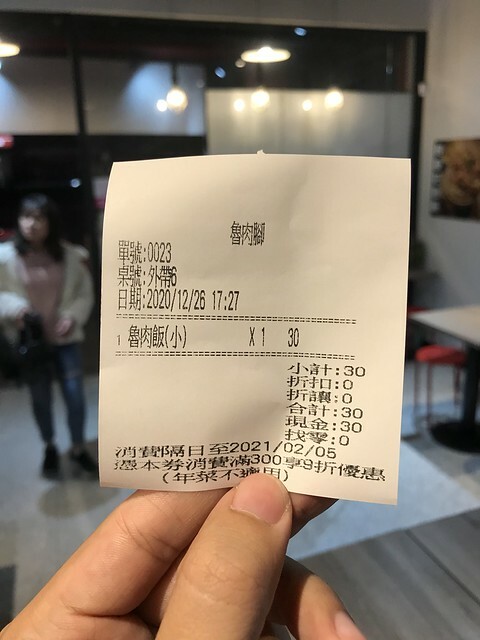 魯肉腳
單號:0023
桌號:外帶6
日期:2020/12/26 17:27
1 魯肉飯(小) X 1 30
小計:30
折扣:0
折讓:0
合計:30
現金:30
找零:0
消費隔日至2021/02/05
憑本券消費滿300享9折優惠
(年菜不適用)